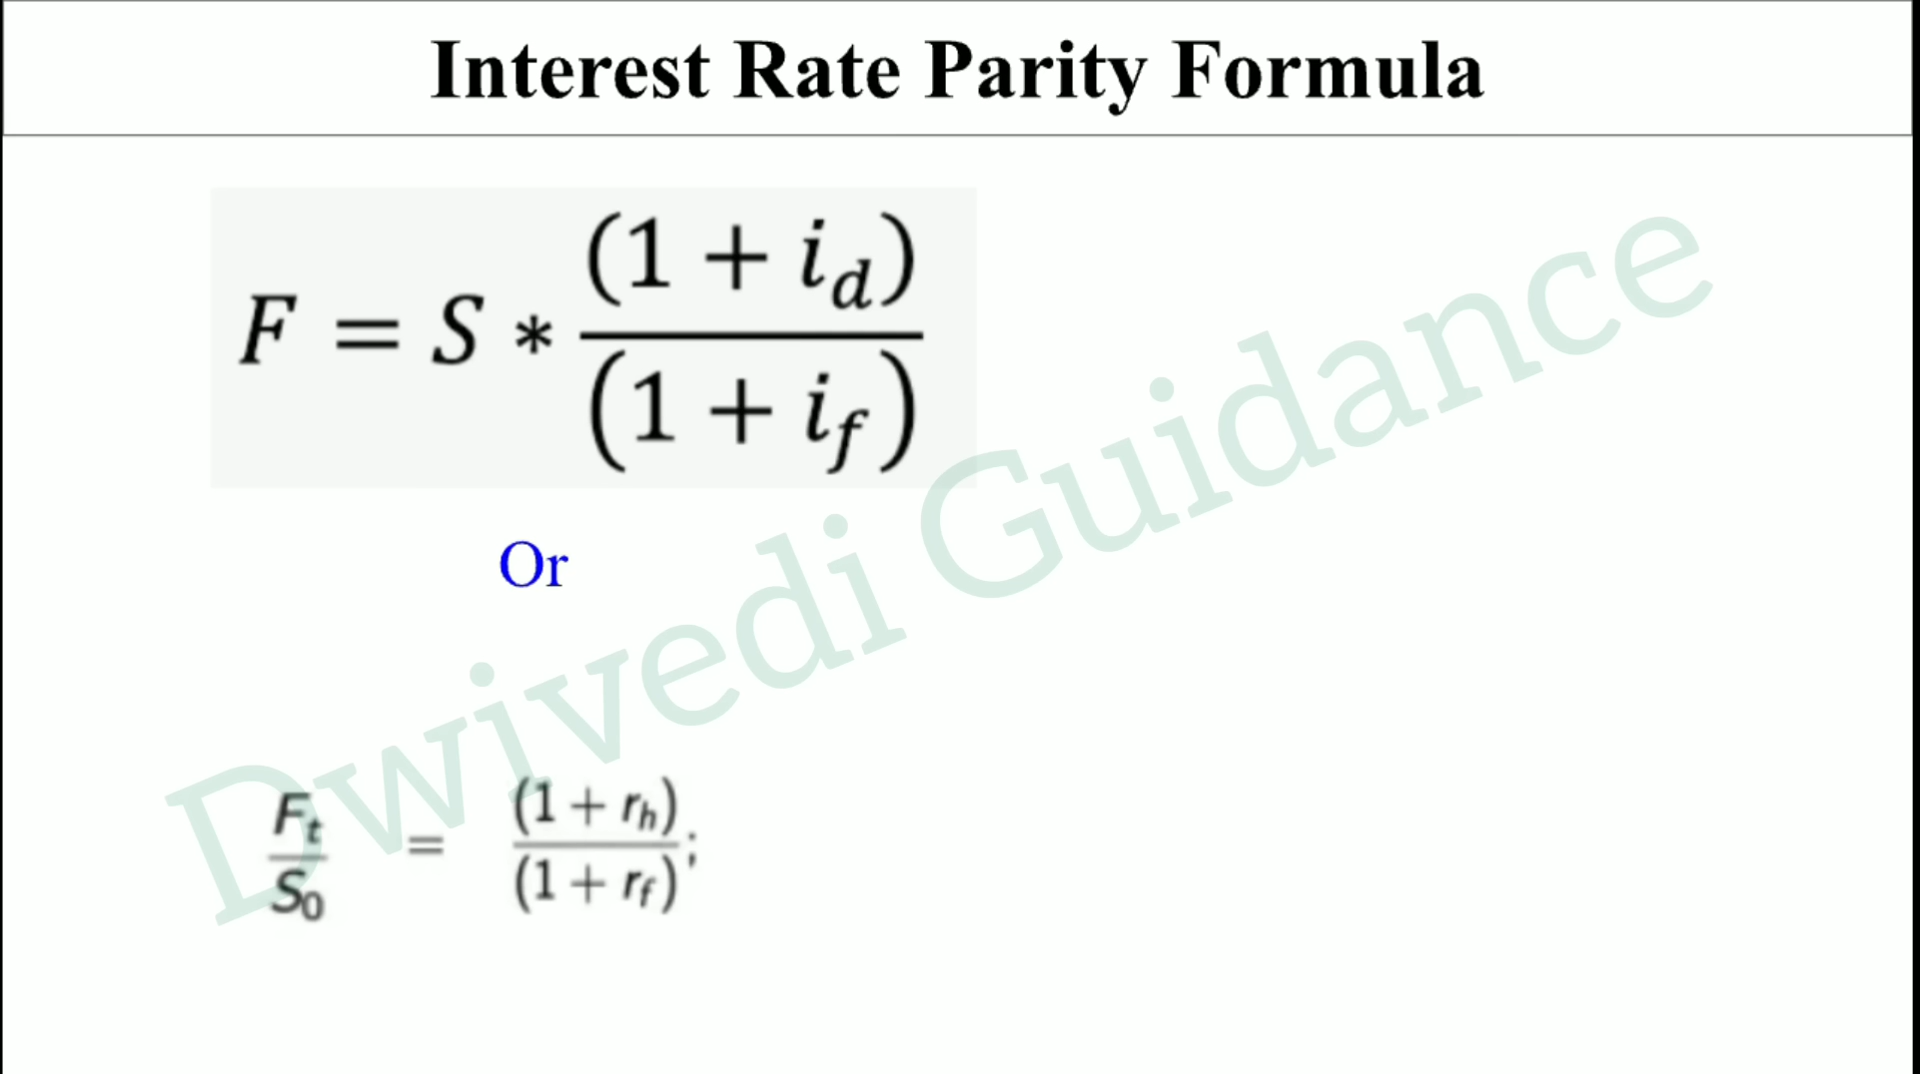 Interest Rate Parity Formula
F = S * (1 + i_d) / (1 + i_f)
Or
F_t / S_0 = (1 + r_h) / (1 + r_f) ;
Dwivedi Guidance